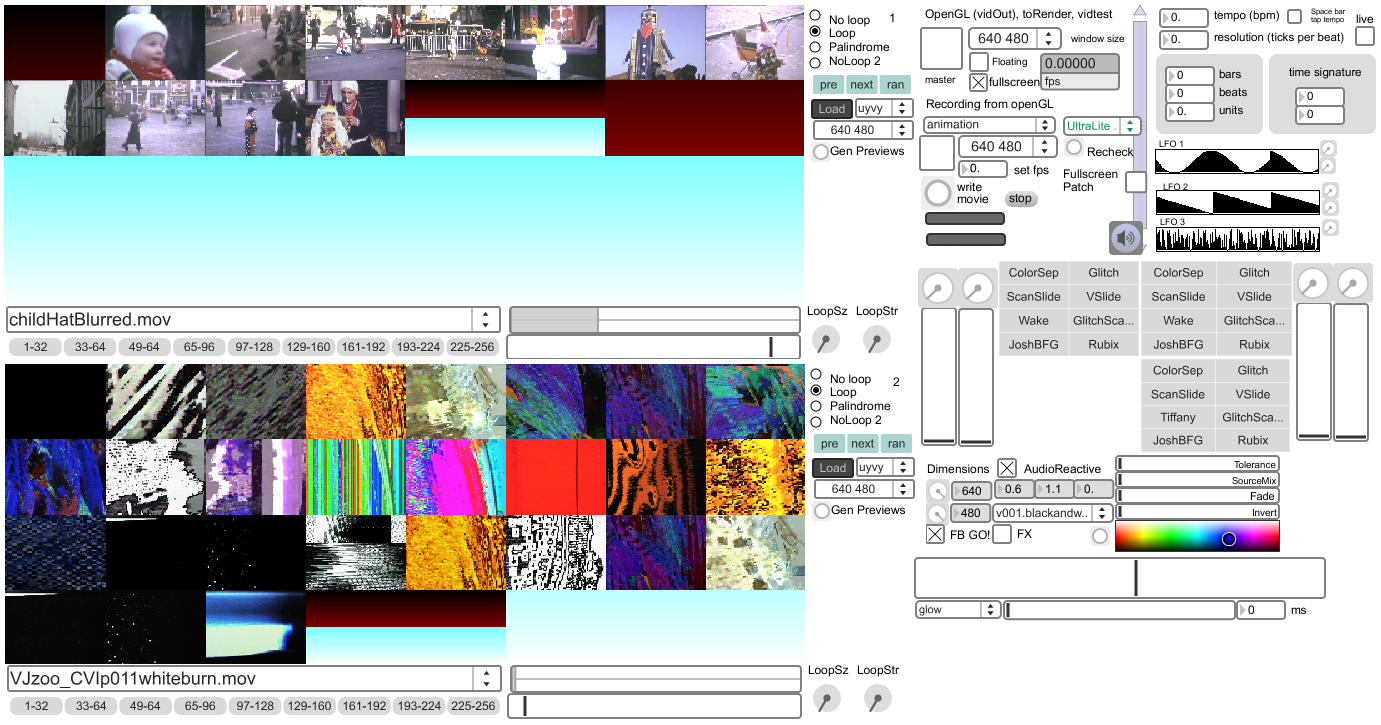 No loop 1
Loop
Palindrome
NoLoop 2
pre next ran
Load uyvy
640 480
Gen Previews
childHatBlurred.mov
LoopSz LoopStr
1-32 33-64 49-64 65-96 97-128 129-160 161-192 193-224 225-256
No loop 2
Loop
Palindrome
NoLoop 2
pre next ran
Load uyvy
640 480
Gen Previews
VJzoo_CVIp011whiteburn.mov
LoopSz LoopStr
1-32 33-64 49-64 65-96 97-128 129-160 161-192 193-224 225-256
OpenGL (vidOut), toRender, vidtest
640 480 window size
Floating 0.00000
master fullscreen fps
Recording from openGL
animation UltraLite .
640 480 Recheck
0. set fps
Fullscreen
Patch
write
movie stop
0. tempo (bpm) Space bar
tap tempo live
0. resolution (ticks per beat)
0 bars
0 beats
0. units
time signature
0
0
LFO 1
LFO 2
LFO 3
ColorSep Glitch ColorSep Glitch
ScanSlide VSlide ScanSlide VSlide
Wake GlitchSca... Wake GlitchSca...
JoshBFG Rubix JoshBFG Rubix
ColorSep Glitch
ScanSlide VSlide
Tiffany GlitchSca...
JoshBFG Rubix
Dimensions AudioReactive
640 0.6 1.1 0.
480 v001.blackandw..
FB GO! FX
Tolerance
SourceMix
Fade
Invert
glow 0 ms